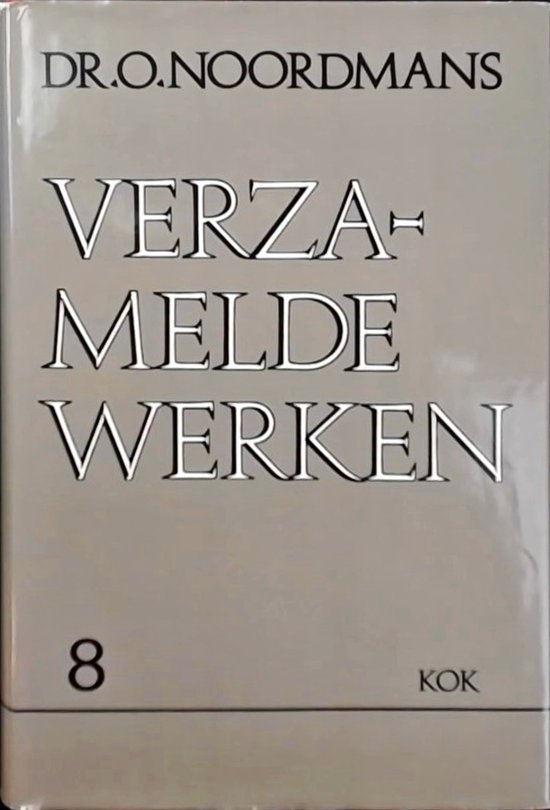 DR.O.NOORDMANS
VERZA-
MELDE
WERKEN
8
KOK